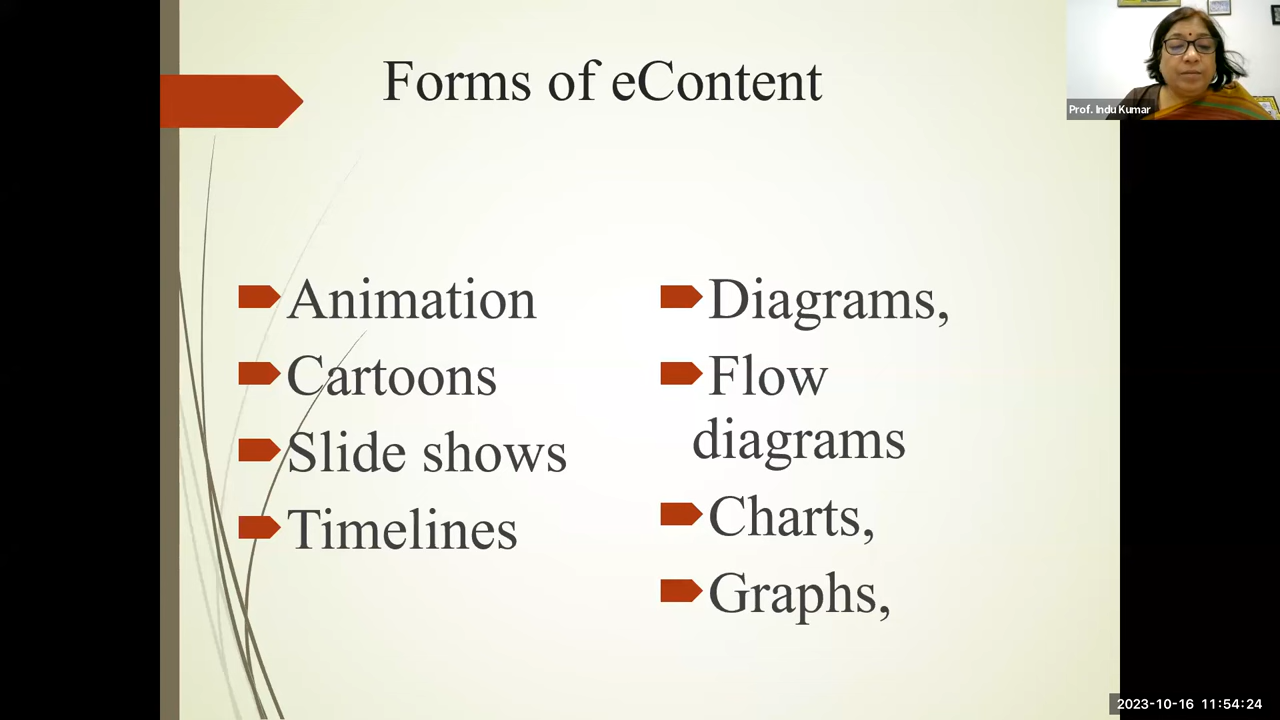 Forms of eContent
Animation
Cartoons
Slide shows
Timelines
Diagrams,
Flow
diagrams
Charts,
Graphs,
Prof. Indu Kumar
2023-10-16 11:54:24